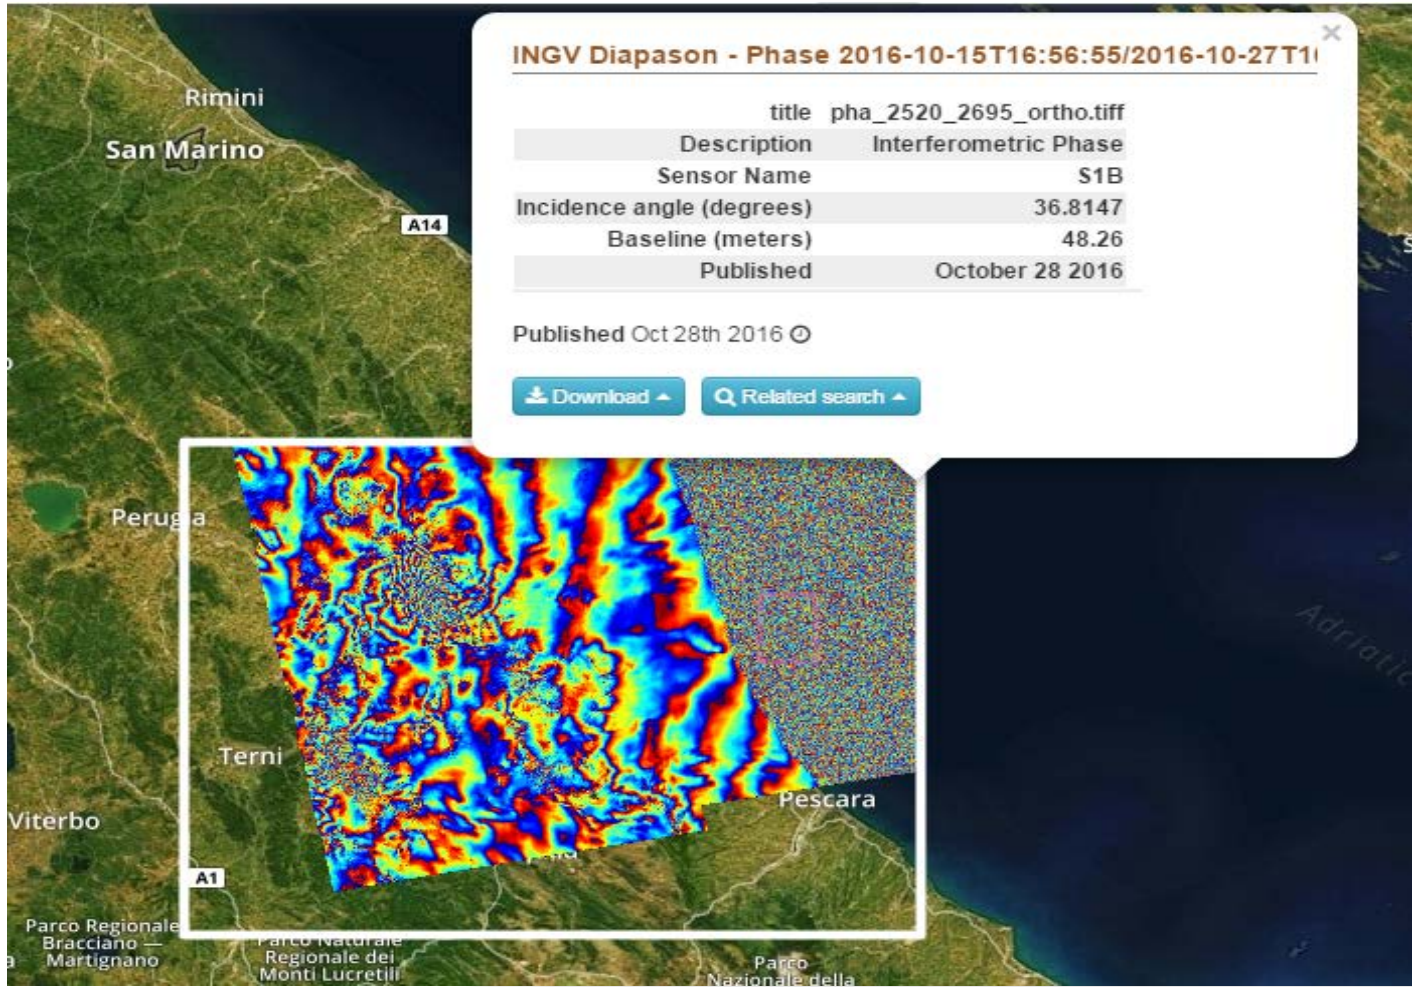 INGV Diapason - Phase 2016-10-15T16:56:55/2016-10-27T1
title pha_2520_2695_ortho.tiff
Description Interferometric Phase
Sensor Name S1B
Incidence angle (degrees) 36.8147
Baseline (meters) 48.26
Published October 28 2016
Published Oct 28th 2016
Download
Related search
Rimini
San Marino
A14
Perugia
Adriatic
Terni
Pescara
Viterbo
A1
Parco Regionale
Bracciano —
Martignano
Parco Naturale
Regionale dei
Monti Lucretili
Parco
Nazionale della